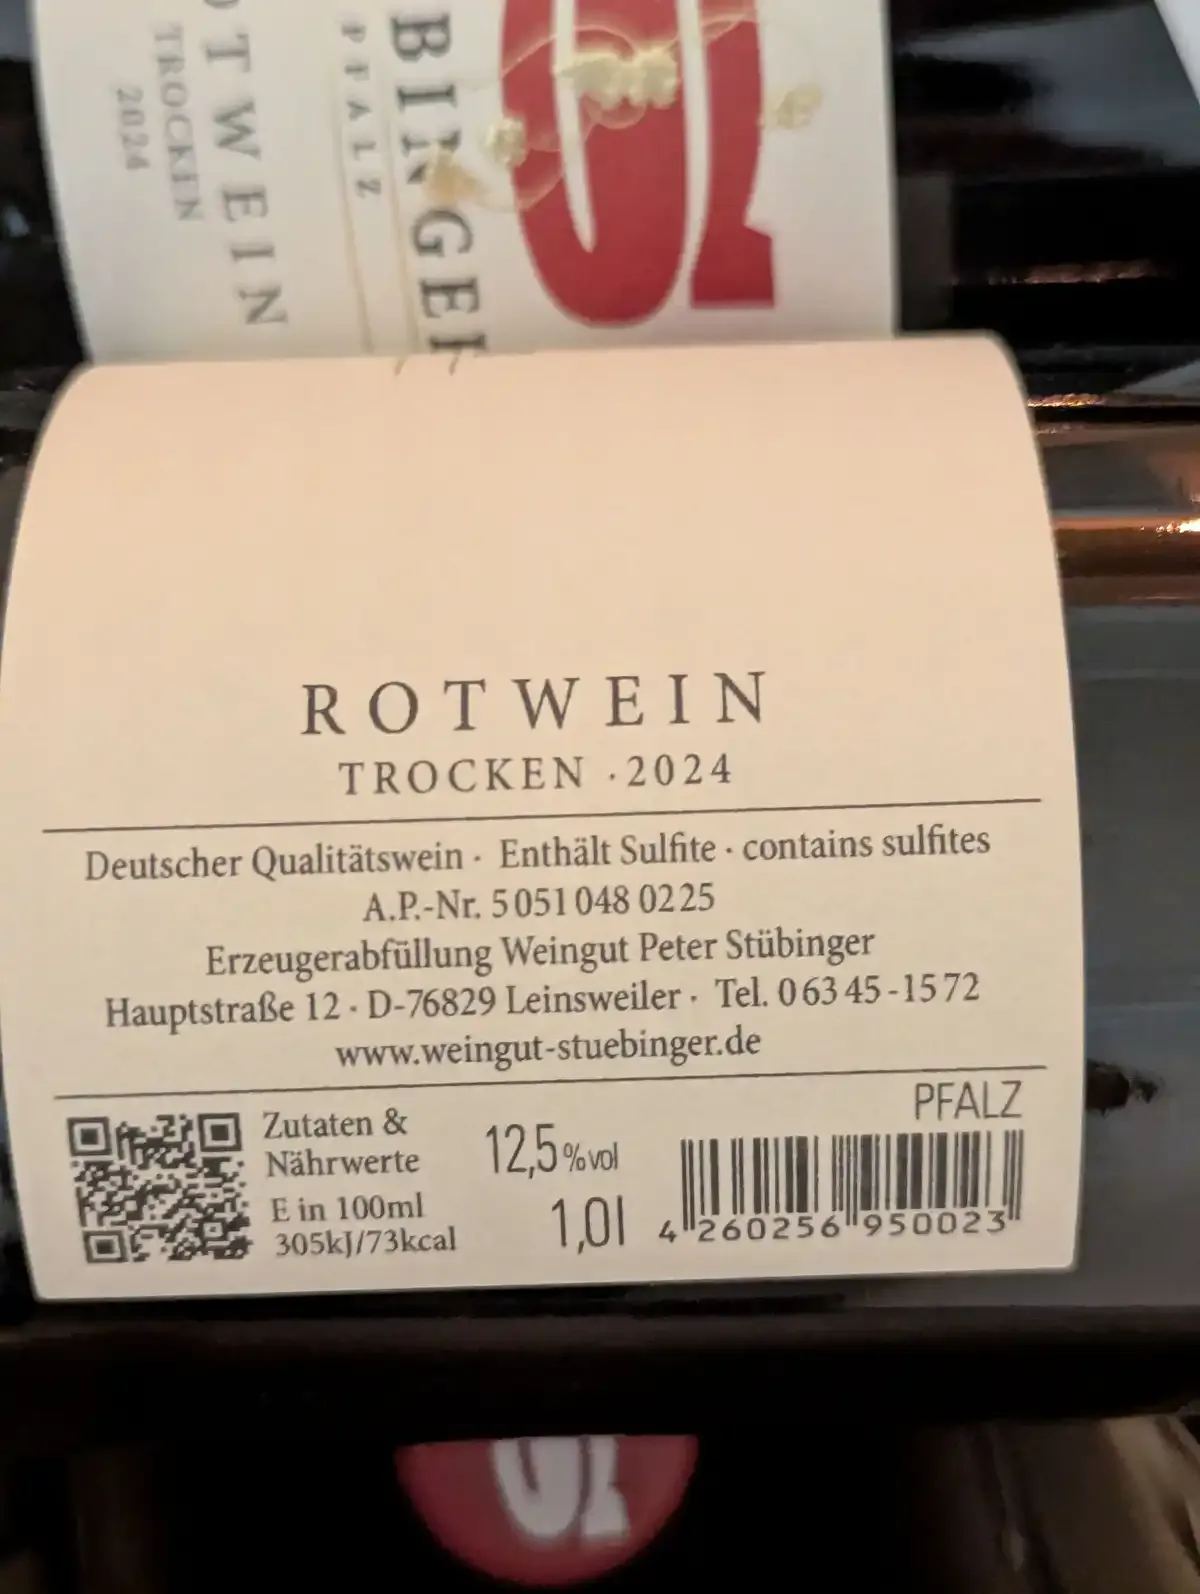 ROTWEIN
TROCKEN
2024
PFALZ
ROTWEIN
TROCKEN · 2024
Deutscher Qualitätswein · Enthält Sulfite · contains sulfites
A.P.-Nr. 5 051 048 02 25
Erzeugerabfüllung Weingut Peter Stübinger
Hauptstraße 12 · D-76829 Leinsweiler · Tel. 0 63 45 - 15 72
www.weingut-stuebinger.de
PFALZ
Zutaten &
Nährwerte
E in 100ml
305kJ/73kcal
12,5 %vol
1,0l
4 260256 950023